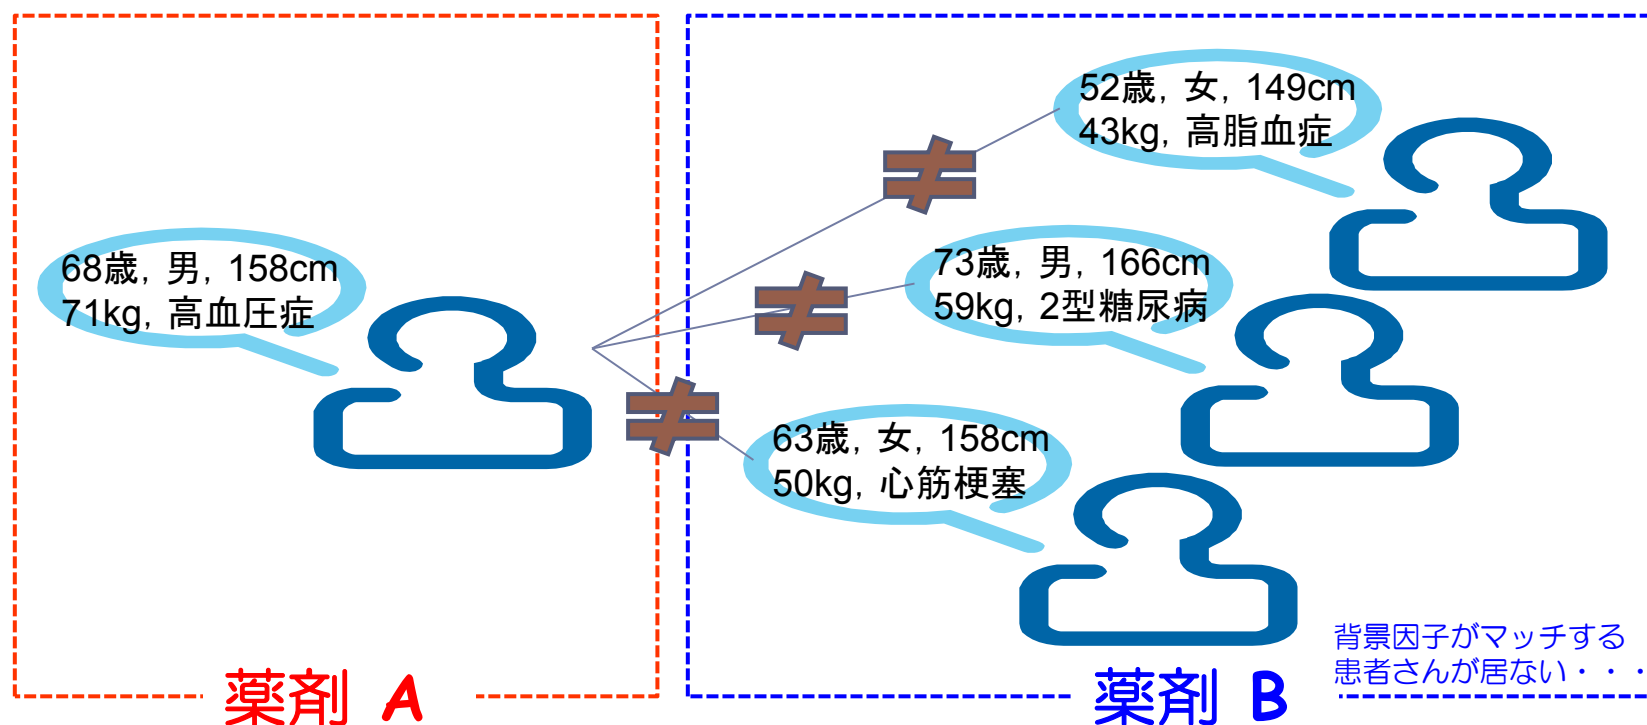 68歳, 男, 158cm
71kg, 高血圧症
52歳, 女, 149cm
43kg, 高脂血症
73歳, 男, 166cm
59kg, 2型糖尿病
63歳, 女, 158cm
50kg, 心筋梗塞
≠
≠
≠
背景因子がマッチする
患者さんが居ない・・・
薬剤 A
薬剤 B